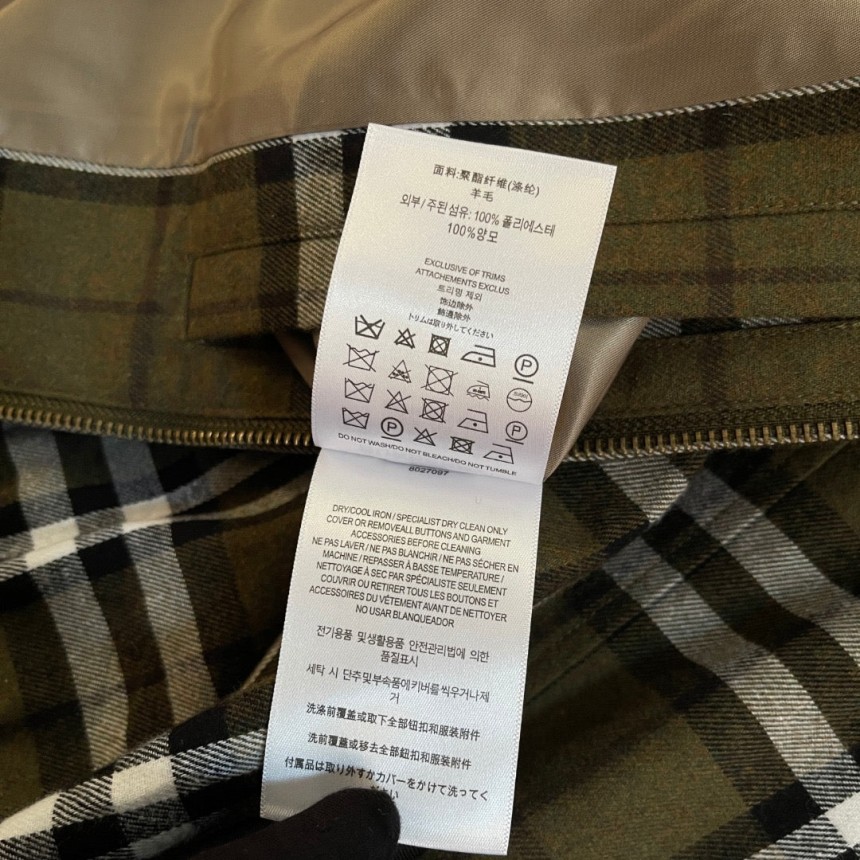 面料:聚酯纤维(涤纶)
羊毛
외부/주된 섬유: 100% 폴리에스테
100%양모
EXCLUSIVE OF TRIMS
ATTACHEMENTS EXCLUS
트리밍 제외
饰边除外
飾邊除外
トリムは取り外してください
P
P
P
DO NOT WASH/DO NOT BLEACH/DO NOT TUMBLE
8027097
DRY/COOL IRON / SPECIALIST DRY CLEAN ONLY
COVER OR REMOVEALL BUTTONS AND GARMENT
ACCESSORIES BEFORE CLEANING
NE PAS LAVER / NE PAS BLANCHIR / NE PAS SÉCHER EN
MACHINE / REPASSER À BASSE TEMPERATURE /
NETTOYAGE À SEC PAR SPÉCIALISTE SEULEMENT
COUVRIR OU RETIRER TOUS LES BOUTONS ET
ACCESSOIRES DU VÉTEMENT AVANT DE NETTOYER
NO USAR BLANQUEADOR
전기용품 및생활용품 안전관리법에 의한
품질표시
세탁 시 단추및부속품에키버를씌우거나제
거
洗涤前覆盖或取下全部钮扣和服装附件
洗前覆蓋或移去全部鈕扣和服装附件
付属品は取り外すかカバーをかけて洗ってく
さい